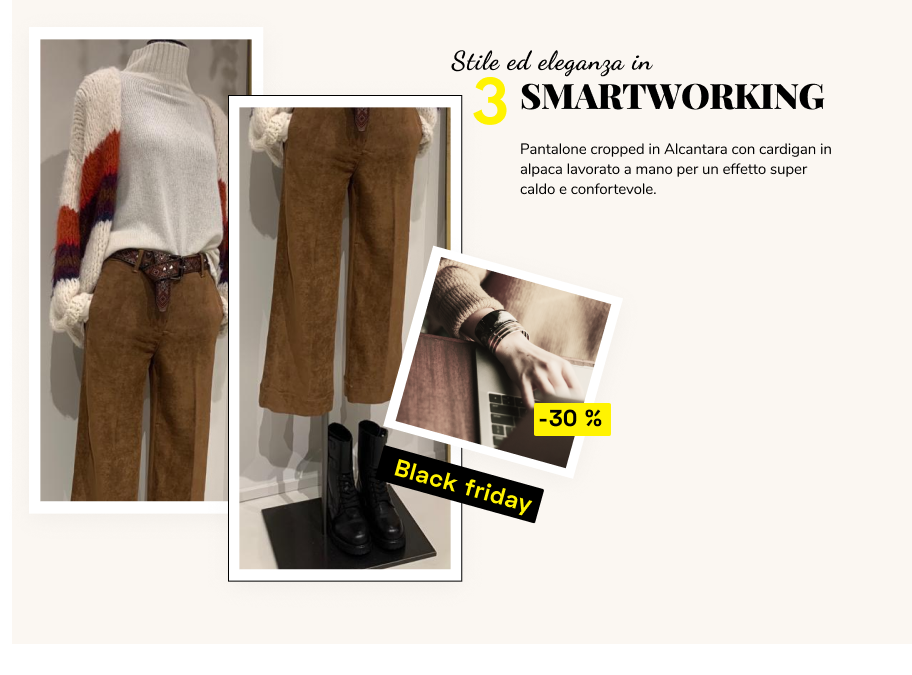 Stile ed eleganza in
3 SMARTWORKING
Pantalone cropped in Alcantara con cardigan in
alpaca lavorato a mano per un effetto super
caldo e confortevole.
-30 %
Black friday